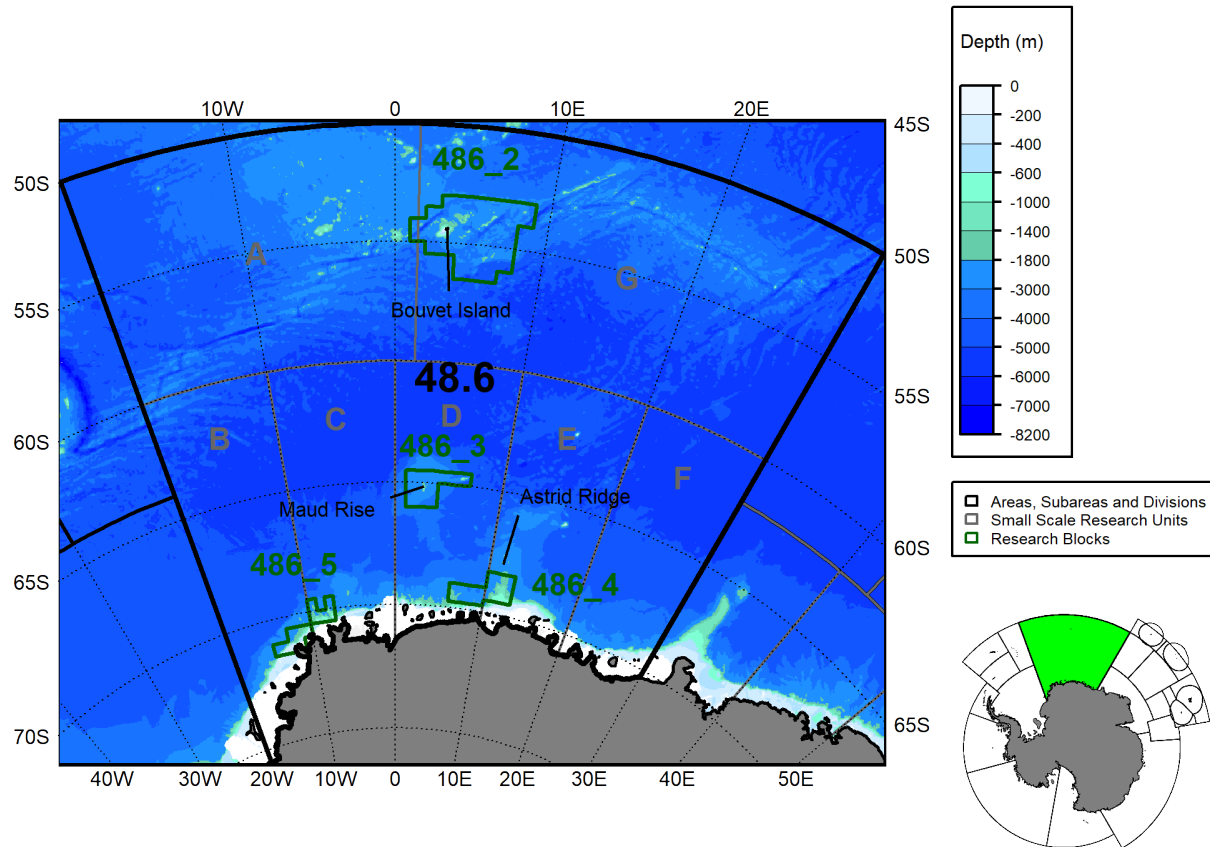 Depth (m)
0
-200
-600
-1000
-1800
-3000
-4000
-5000
-6000
-7000
-8200
10W 0 10E 20E
45S
50S
55S
60S
65S
70S
50S
55S
60S
65S
486_2
A
G
Bouvet Island
48.6
B
C
D
E
F
486_3
Maud Rise
Astrid Ridge
486_5
486_4
40W 30W 20W 10W 0 10E 20E 30E 40E 50E
Areas, Subareas and Divisions
Small Scale Research Units
Research Blocks